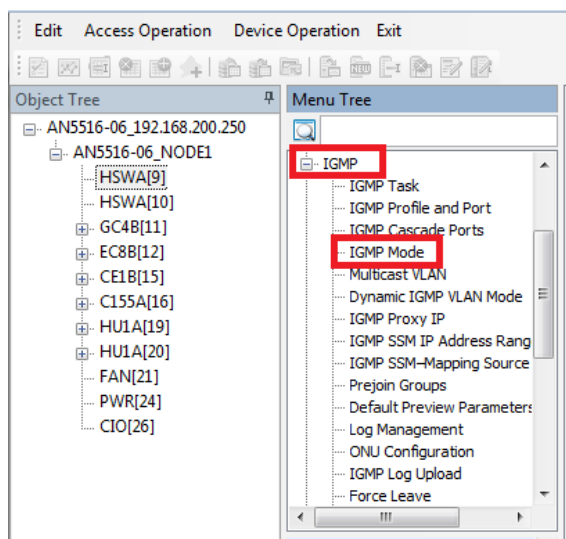 Edit Access Operation Device Operation Exit
Object Tree
AN5516-06_192.168.200.250
AN5516-06_NODE1
HSWA[9]
HSWA[10]
GC4B[11]
EC8B[12]
CE1B[15]
C155A[16]
HU1A[19]
HU1A[20]
FAN[21]
PWR[24]
CIO[26]
Menu Tree
IGMP
IGMP Task
IGMP Profile and Port
IGMP Cascade Ports
IGMP Mode
Multicast VLAN
Dynamic IGMP VLAN Mode
IGMP Proxy IP
IGMP SSM IP Address Rang
IGMP SSM–Mapping Source
Prejoin Groups
Default Preview Parameters
Log Management
ONU Configuration
IGMP Log Upload
Force Leave